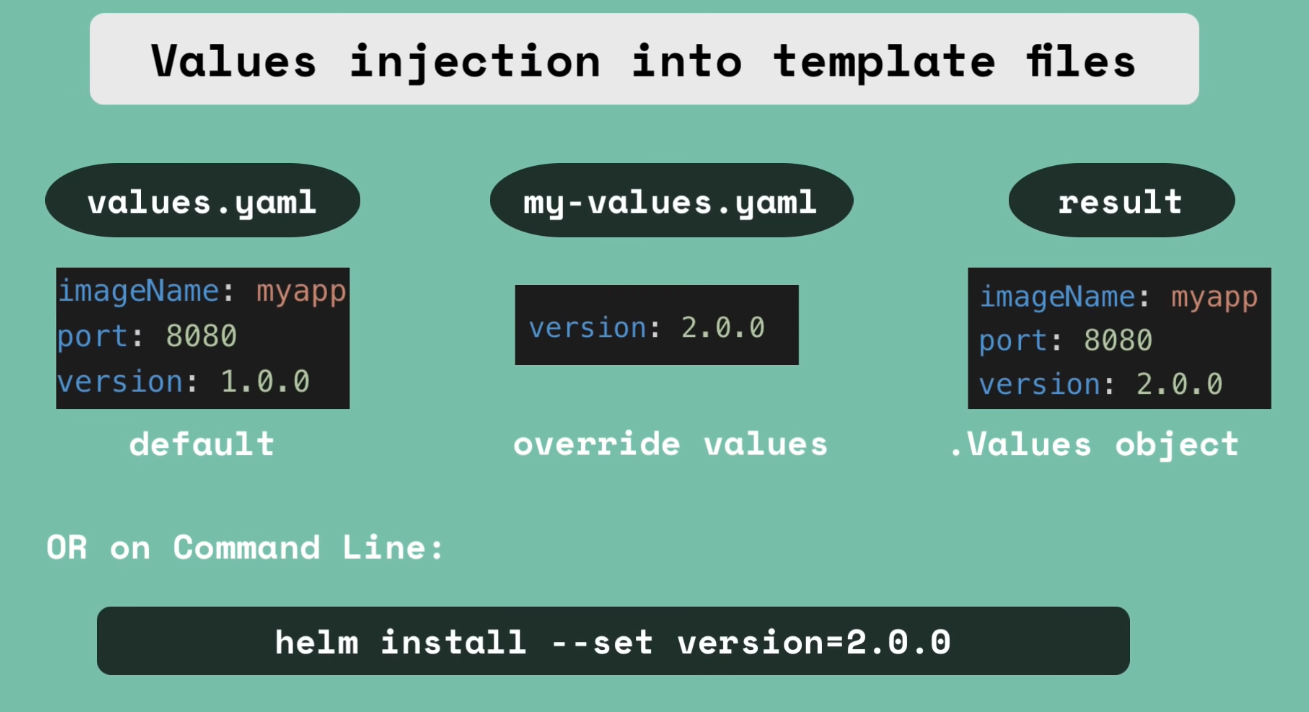 Values injection into template files
values.yaml
my-values.yaml
result
imageName: myapp
port: 8080
version: 1.0.0
version: 2.0.0
imageName: myapp
port: 8080
version: 2.0.0
default
override values
.Values object
OR on Command Line:
helm install --set version=2.0.0